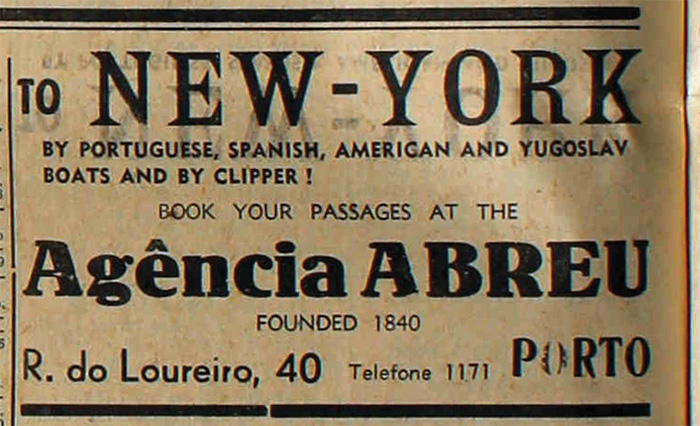 TO NEW-YORK
BY PORTUGUESE, SPANISH, AMERICAN AND YUGOSLAV
BOATS AND BY CLIPPER !
BOOK YOUR PASSAGES AT THE
Agência ABREU
FOUNDED 1840
R. do Loureiro, 40 Telefone 1171 PORTO